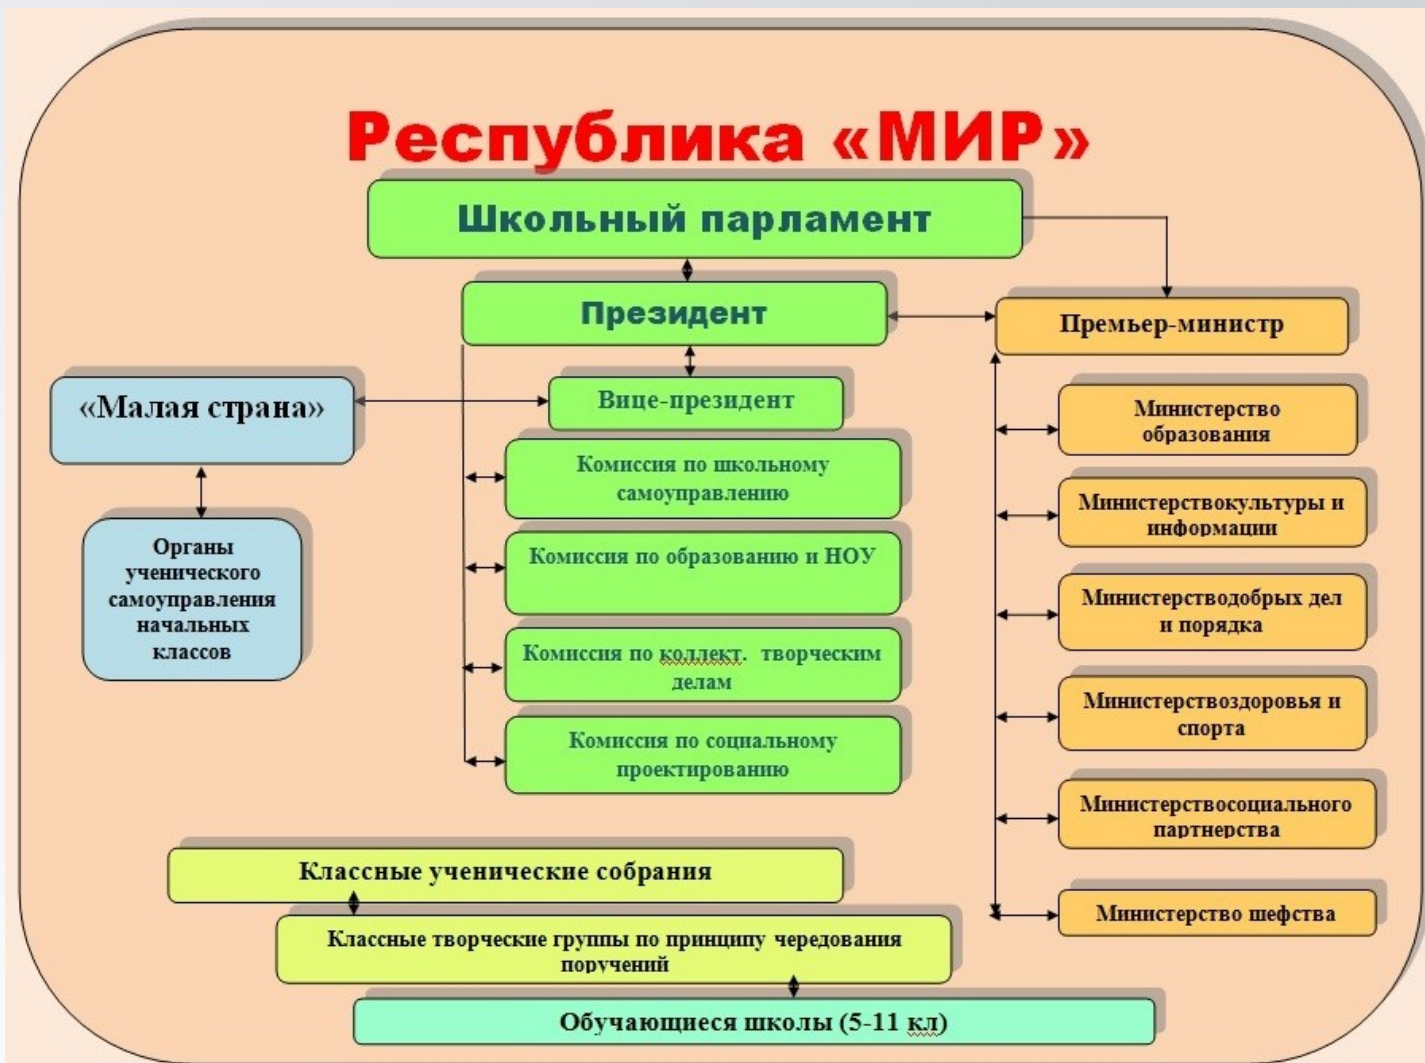 Республика «МИР»
Школьный парламент
Президент
Премьер-министр
«Малая страна»
Вице-президент
Министерство
образования
Комиссия по школьному
самоуправлению
Министерствокультуры и
информации
Органы
ученического
самоуправления
начальных
классов
Комиссия по образованию и НОУ
Министерстводобрых дел
и порядка
Комиссия по коллект. творческим
делам
Министерствоздоровья и
спорта
Комиссия по социальному
проектированию
Министерствосоциального
партнерства
Классные ученические собрания
Министерство шефства
Классные творческие группы по принципу чередования
поручений
Обучающиеся школы (5-11 кл)